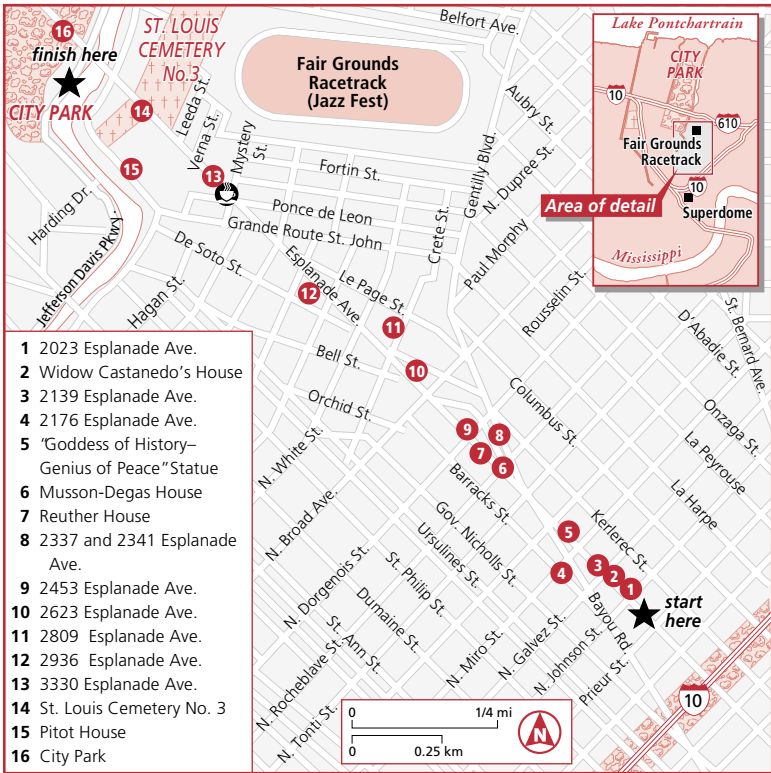 Belfort Ave.
16
finish here
CITY PARK
ST. LOUIS
CEMETERY
No.3
14
15
Leeda St.
Verna St.
Mystery
St.
13
Fair Grounds
Racetrack
(Jazz Fest)
Fortin St.
Ponce de Leon
Grande Route St. John
Gentilly Blvd.
Aubry St.
N. Dupree St.
Crete St.
Paul Morphy
Harding Dr.
Jefferson Davis Pkwy.
De Soto St.
Hagan St.
Esplanade Ave.
Le Page St.
12
11
10
Rousselin St.
Bell St.
Orchid St.
Columbus St.
N. White St.
N. Broad Ave.
9
8
7
6
Barracks St.
Gov. Nicholls St.
Ursulines St.
St. Philip St.
Dumaine St.
St. Ann St.
N. Dorgenois St.
N. Rocheblave St.
N. Tonti St.
N. Miro St.
N. Galvez St.
N. Johnson St.
Prieur St.
Bayou Rd
Kerlerec St.
5
4
3
2
1
start
here
St. Bernard Ave.
D'Abadie St.
Onzaga St.
La Peyrouse
La Harpe
10
Lake Pontchartrain
CITY
PARK
10
610
Fair Grounds
Racetrack
10
Area of detail
Superdome
Mississippi
1 2023 Esplanade Ave.
2 Widow Castanedo's House
3 2139 Esplanade Ave.
4 2176 Esplanade Ave.
5 "Goddess of History–
Genius of Peace" Statue
6 Musson-Degas House
7 Reuther House
8 2337 and 2341 Esplanade
Ave.
9 2453 Esplanade Ave.
10 2623 Esplanade Ave.
11 2809 Esplanade Ave.
12 2936 Esplanade Ave.
13 3330 Esplanade Ave.
14 St. Louis Cemetery No. 3
15 Pitot House
16 City Park
0 1/4 mi
0 0.25 km
N